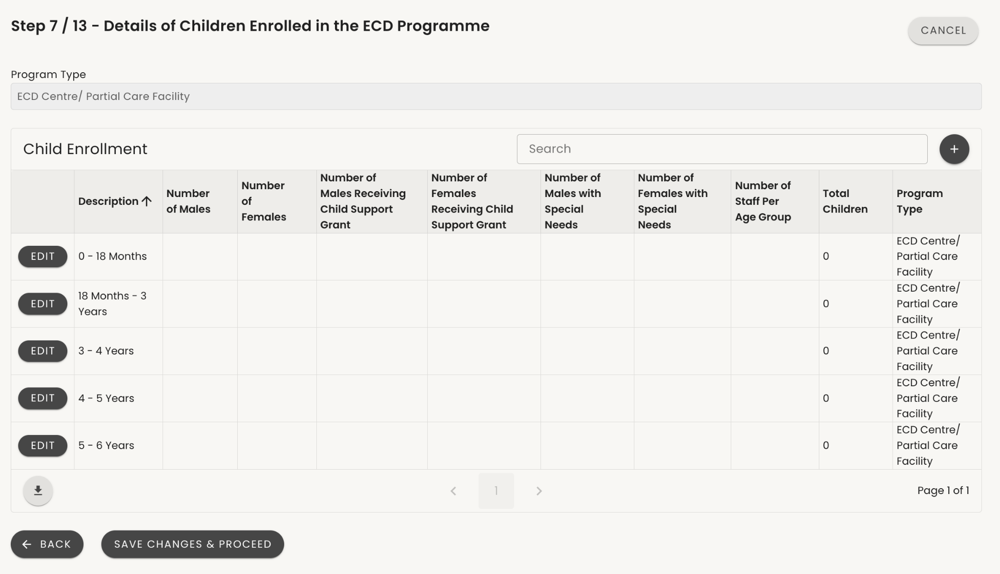 Step 7 / 13 - Details of Children Enrolled in the ECD Programme
CANCEL
Program Type
ECD Centre/ Partial Care Facility
Child Enrollment
Search
+
Description
Number
of Males
Number
of
Females
Number of
Males Receiving
Child Support
Grant
Number of
Females
Receiving Child
Support Grant
Number of
Males with
Special
Needs
Number of
Females with
Special
Needs
Number of
Staff Per
Age Group
Total
Children
Program
Type
EDIT
0 - 18 Months
0
ECD Centre/
Partial Care
Facility
EDIT
18 Months - 3
Years
0
ECD Centre/
Partial Care
Facility
EDIT
3 - 4 Years
0
ECD Centre/
Partial Care
Facility
EDIT
4 - 5 Years
0
ECD Centre/
Partial Care
Facility
EDIT
5 - 6 Years
0
ECD Centre/
Partial Care
Facility
1
Page 1 of 1
BACK
SAVE CHANGES & PROCEED